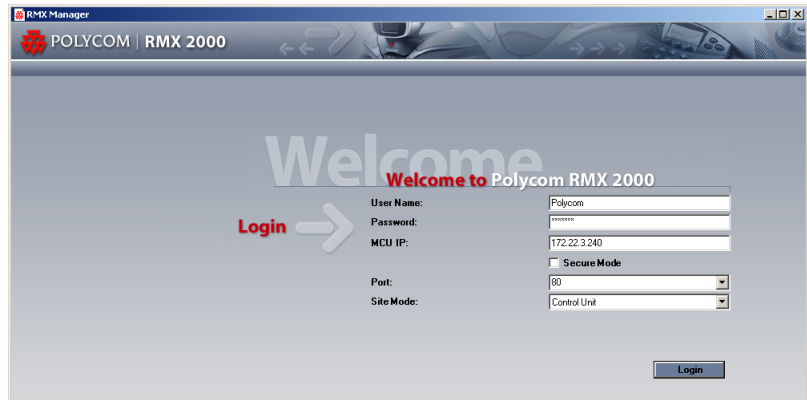 RMX Manager
POLYCOM | RMX 2000
Welcome
Welcome to Polycom RMX 2000
User Name: Polycom
Login
Password: *******
MCU IP: 172.22.3.240
Secure Mode
Port: 80
Site Mode: Control Unit
Login